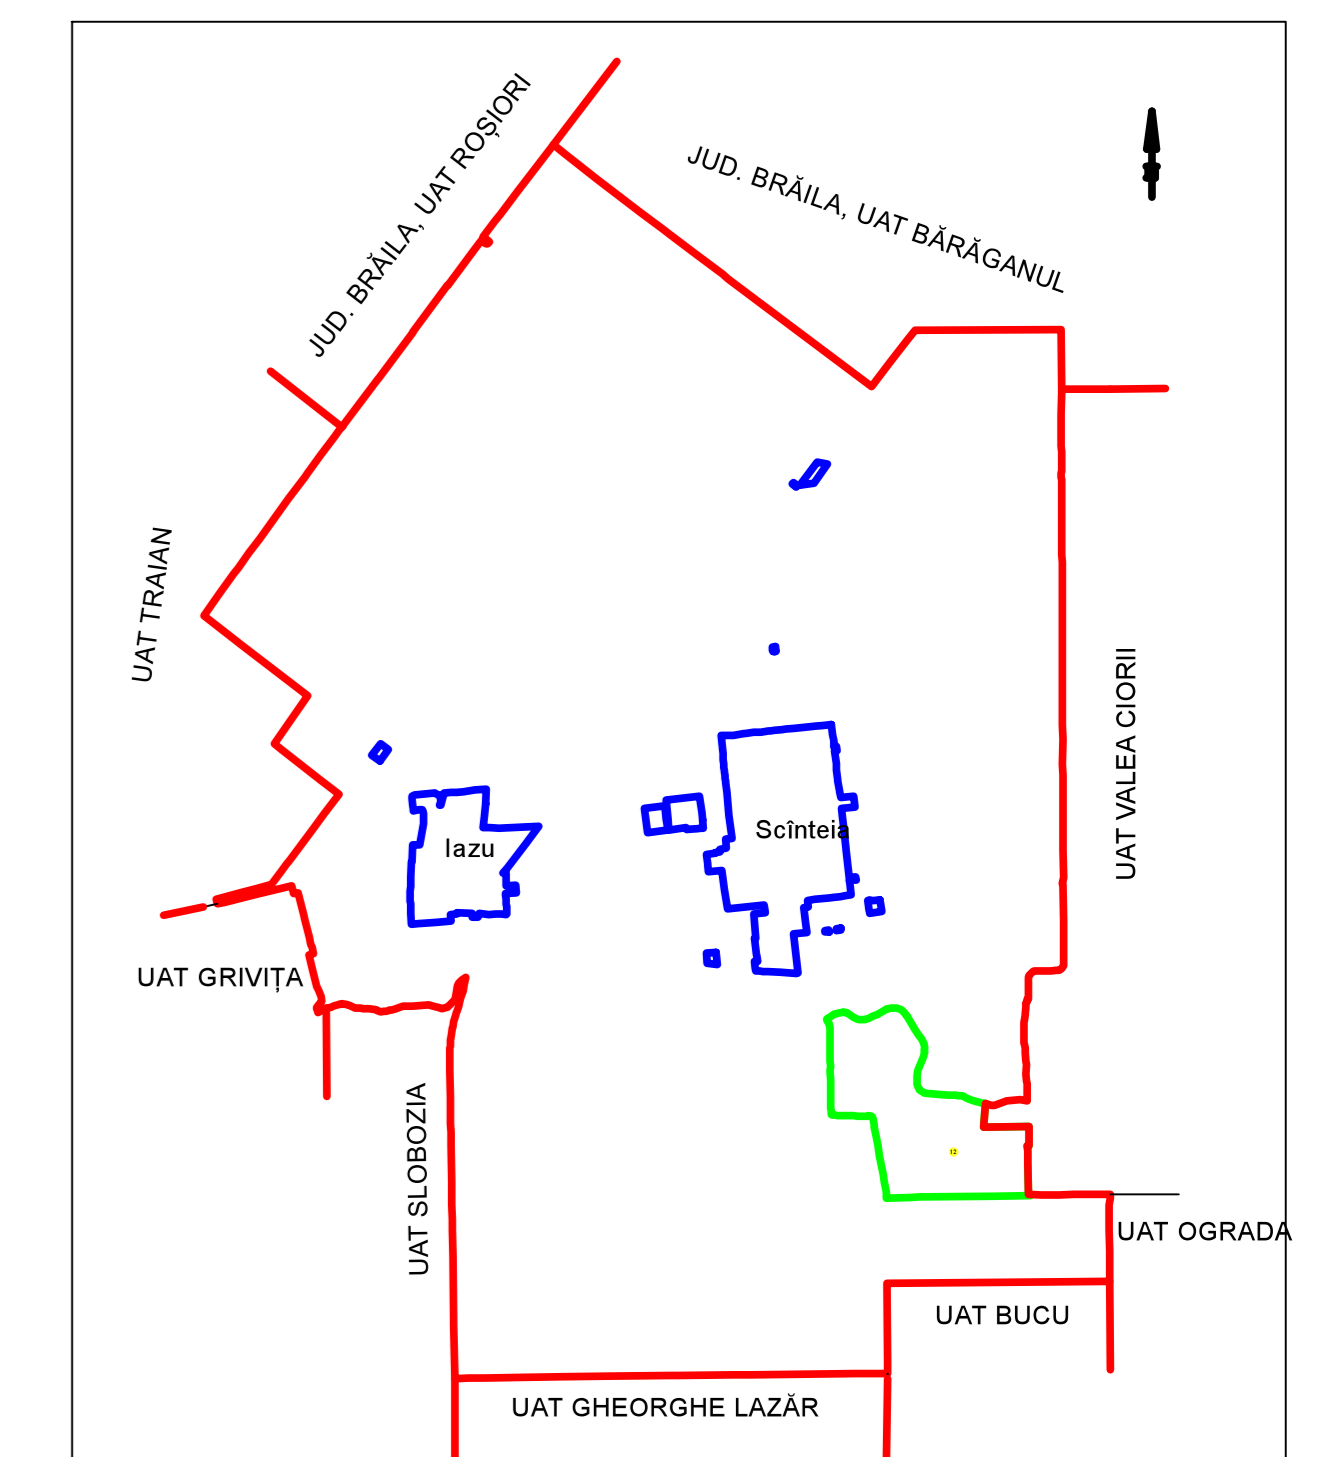 JUD. BRĂILA, UAT ROȘIORI
JUD. BRĂILA, UAT BĂRĂGANUL
UAT TRAIAN
UAT VALEA CIORII
Scînteia
Iazu
UAT GRIVIȚA
UAT SLOBOZIA
12
UAT OGRADA
UAT BUCU
UAT GHEORGHE LAZĂR